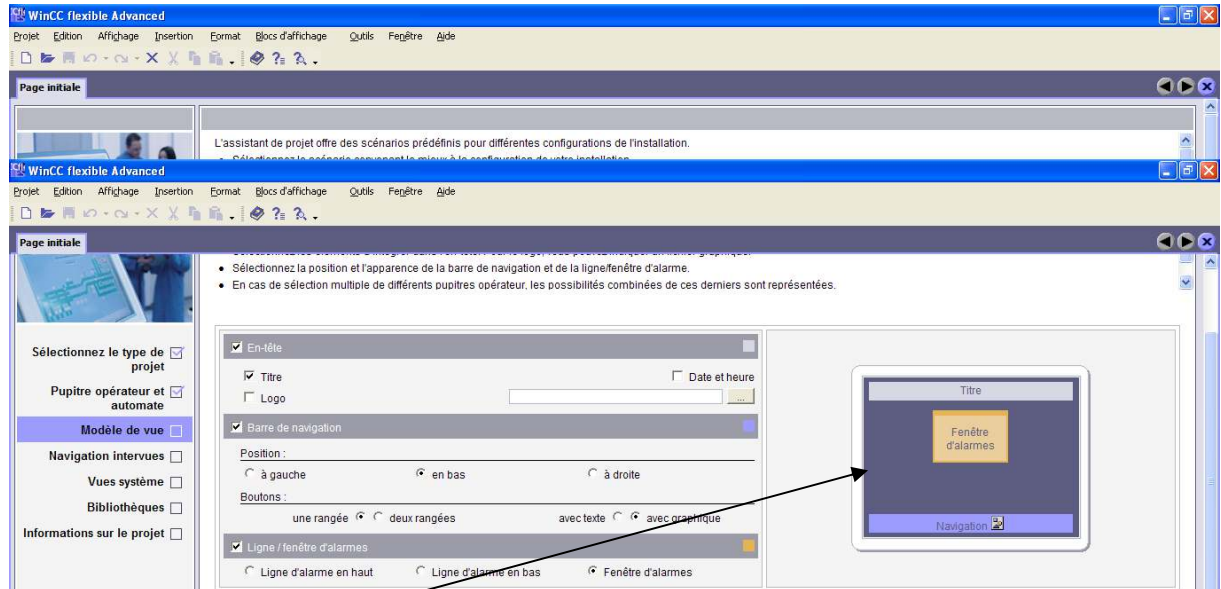 WinCC flexible Advanced
Projet Edition Affichage Insertion Format Blocs d'affichage Outils Fenêtre Aide
Page initiale
L'assistant de projet offre des scénarios prédéfinis pour différentes configurations de l'installation.
WinCC flexible Advanced
Projet Edition Affichage Insertion Format Blocs d'affichage Outils Fenêtre Aide
Page initiale
• Sélectionnez la position et l'apparence de la barre de navigation et de la ligne/fenêtre d'alarme.
• En cas de sélection multiple de différents pupitres opérateur, les possibilités combinées de ces derniers sont représentées.
Sélectionnez le type de projet
Pupitre opérateur et automate
Modèle de vue
Navigation intervues
Vues système
Bibliothèques
Informations sur le projet
En-tête
Titre Date et heure
Logo ...
Barre de navigation
Position :
à gauche en bas à droite
Boutons :
une rangée deux rangées avec texte avec graphique
Ligne / fenêtre d'alarmes
Ligne d'alarme en haut Ligne d'alarme en bas Fenêtre d'alarmes
Titre
Fenêtre
d'alarmes
Navigation